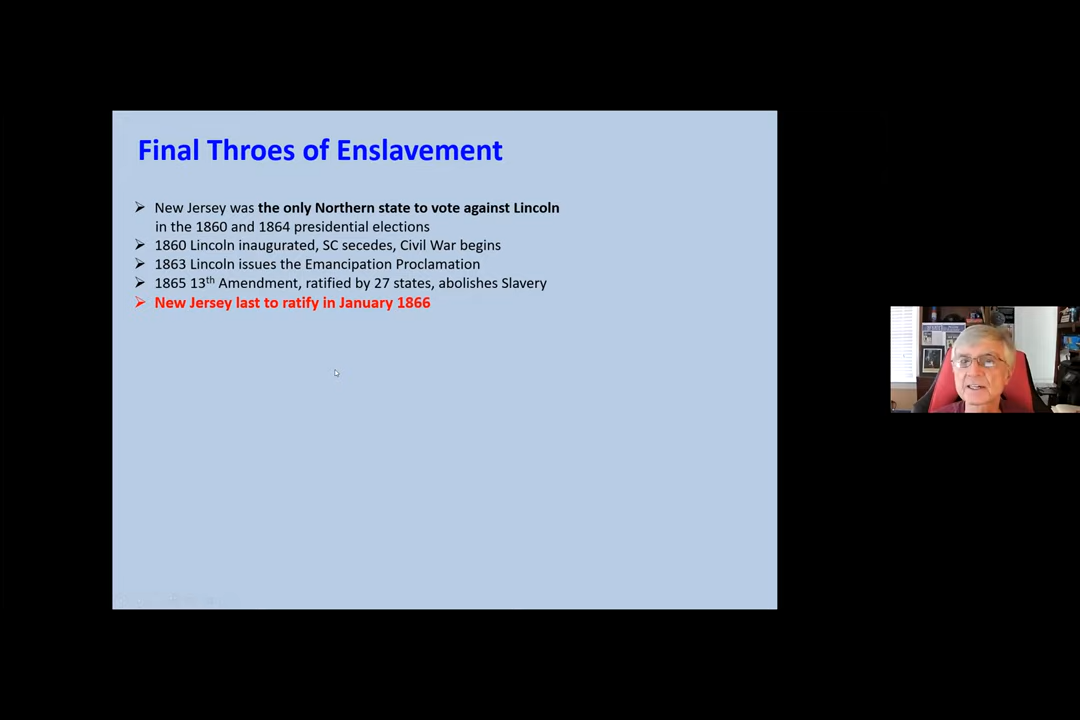 Final Throes of Enslavement
➢ New Jersey was the only Northern state to vote against Lincoln
in the 1860 and 1864 presidential elections
➢ 1860 Lincoln inaugurated, SC secedes, Civil War begins
➢ 1863 Lincoln issues the Emancipation Proclamation
➢ 1865 13th Amendment, ratified by 27 states, abolishes Slavery
➢ New Jersey last to ratify in January 1866